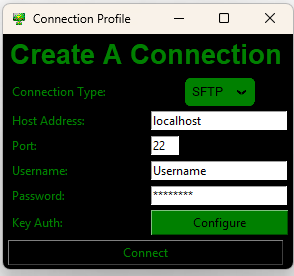 Connection Profile
Create A Connection
Connection Type: SFTP
Host Address: localhost
Port: 22
Username: Username
Password: ********
Key Auth: Configure
Connect